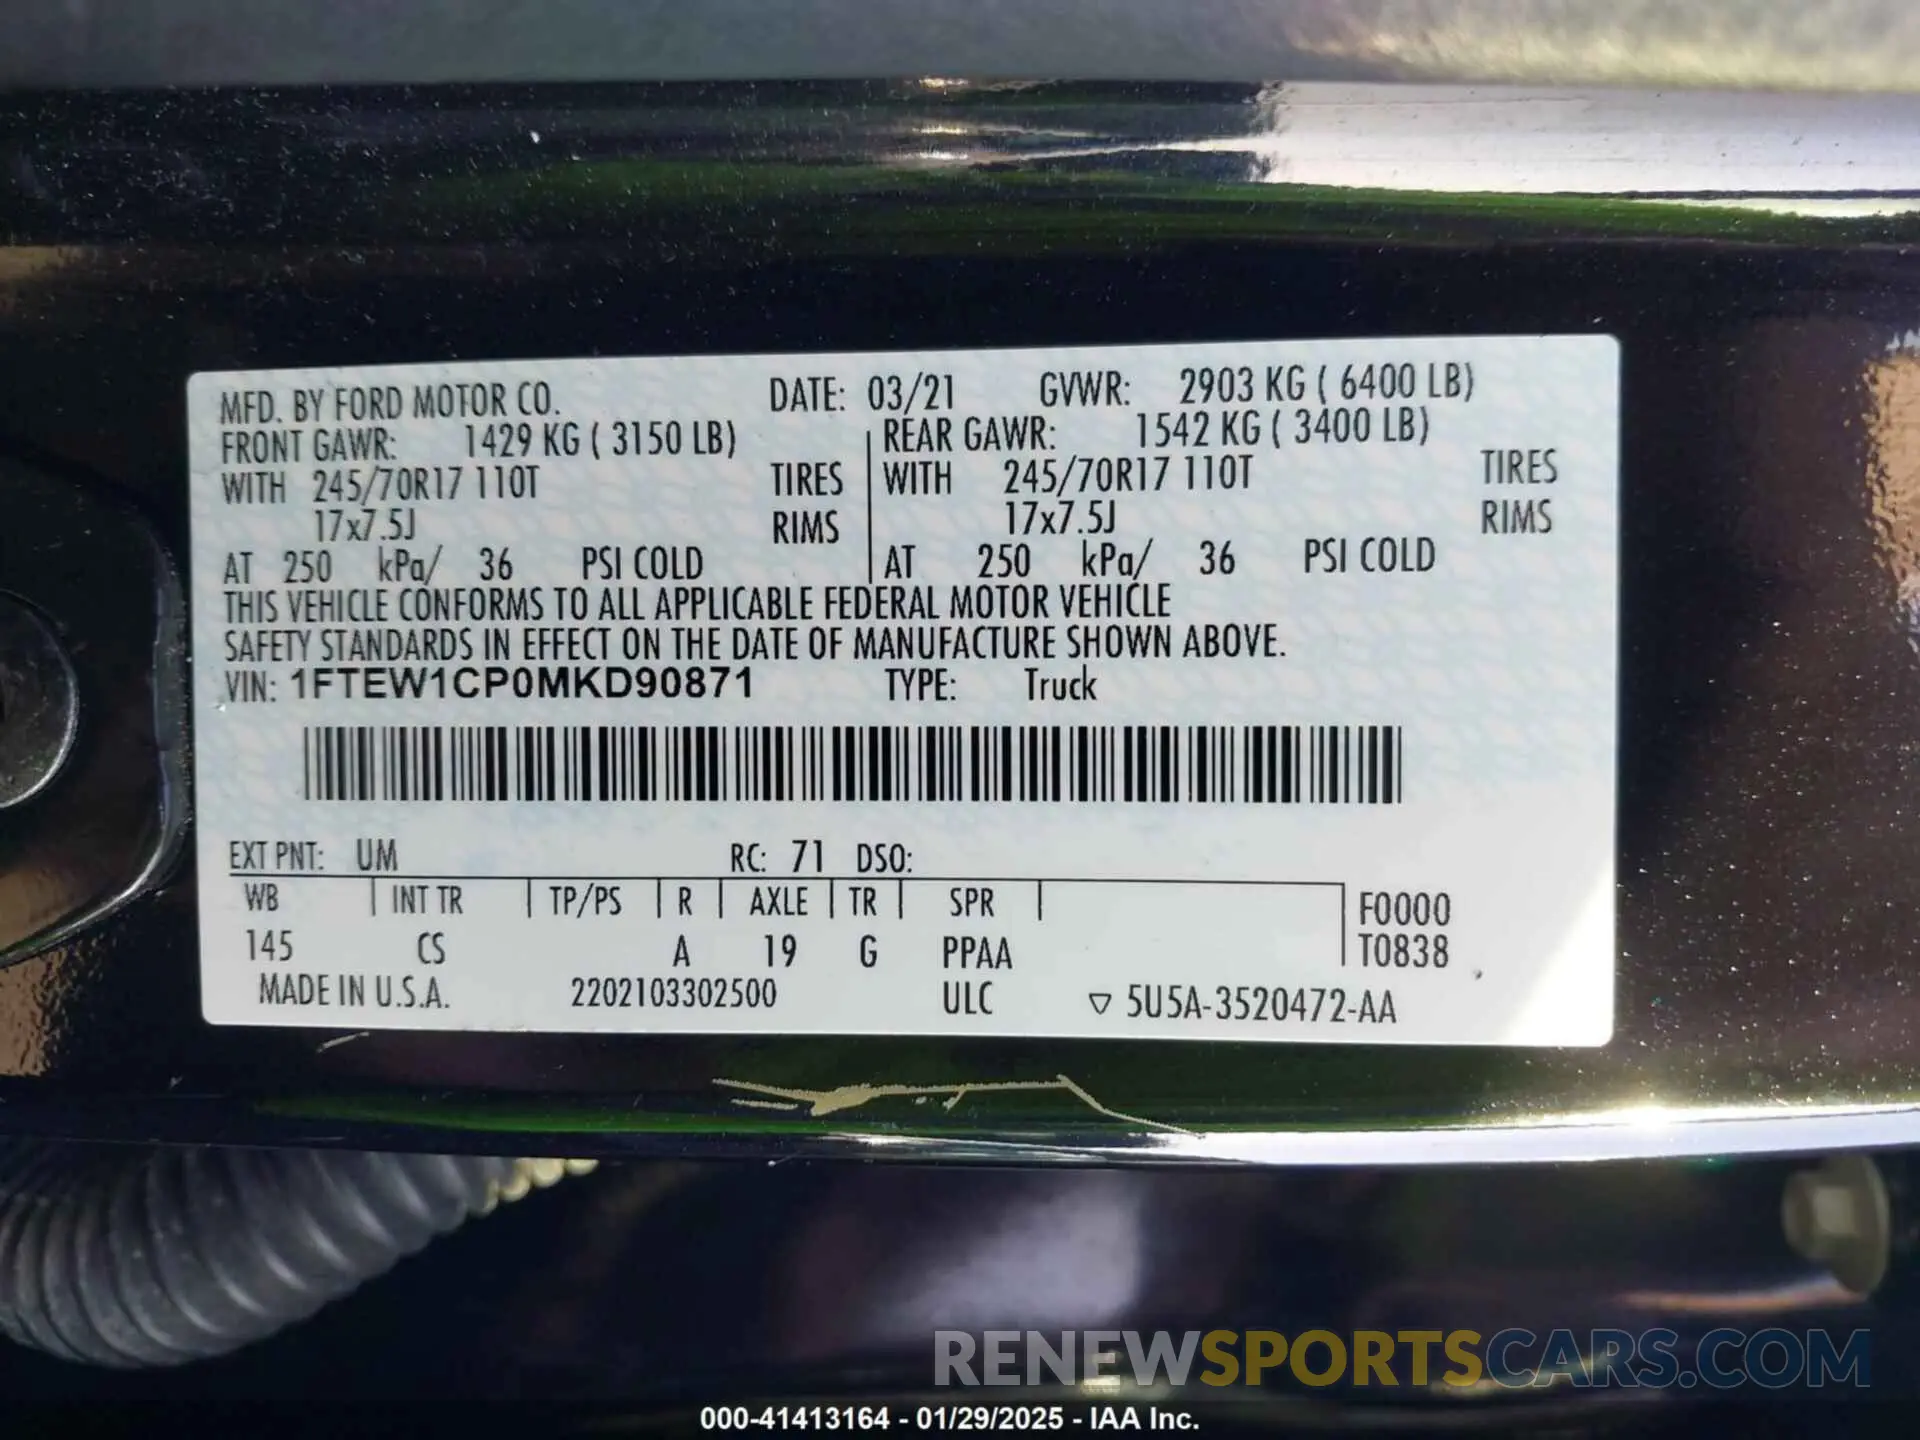 MFD. BY FORD MOTOR CO. DATE: 03/21 GVWR: 2903 KG ( 6400 LB)
FRONT GAWR: 1429 KG ( 3150 LB) REAR GAWR: 1542 KG ( 3400 LB)
WITH 245/70R17 110T TIRES WITH 245/70R17 110T TIRES
17x7.5J RIMS 17x7.5J RIMS
AT 250 kPa/ 36 PSI COLD AT 250 kPa/ 36 PSI COLD
THIS VEHICLE CONFORMS TO ALL APPLICABLE FEDERAL MOTOR VEHICLE
SAFETY STANDARDS IN EFFECT ON THE DATE OF MANUFACTURE SHOWN ABOVE.
VIN: 1FTEW1CP0MKD90871 TYPE: Truck
EXT PNT: UM RC: 71 DSO:
WB INT TR TP/PS R AXLE TR SPR F0000
145 CS A 19 G PPAA T0838
MADE IN U.S.A. 2202103302500 ULC ▽ 5U5A-3520472-AA
RENEWSPORTSCARS.COM
000-41413164 - 01/29/2025 - IAA Inc.